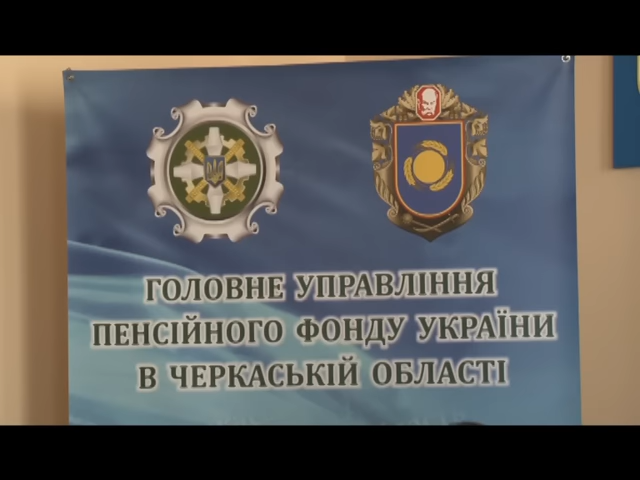 ГОЛОВНЕ УПРАВЛІННЯ
ПЕНСІЙНОГО ФОНДУ УКРАЇНИ
В ЧЕРКАСЬКІЙ ОБЛАСТІ